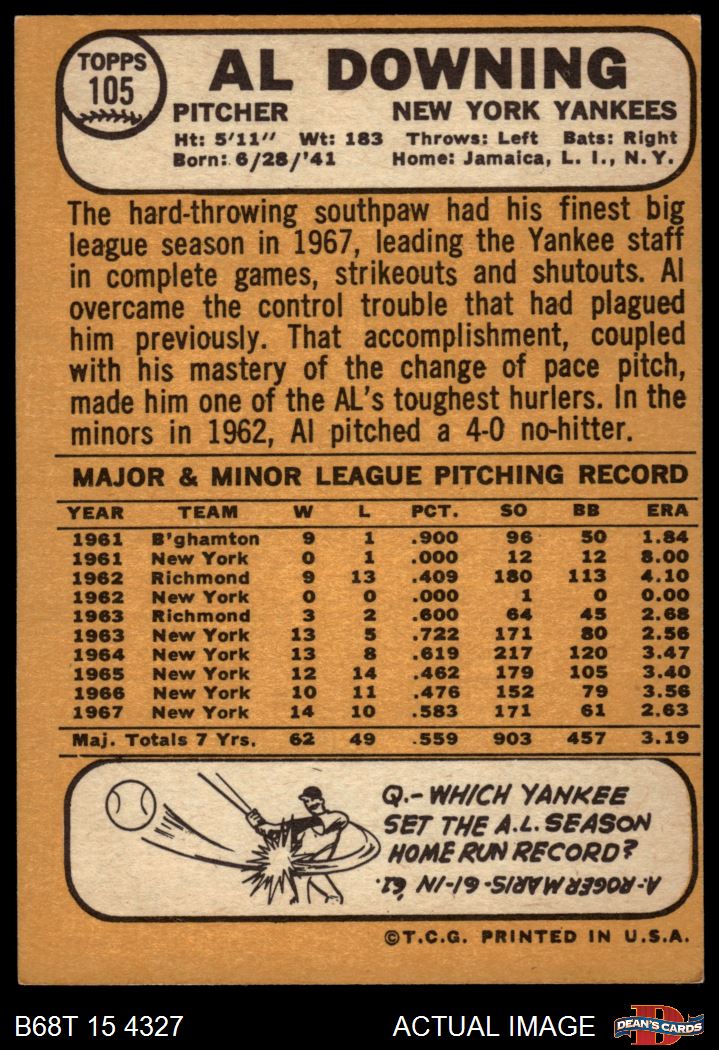 TOPPS
105
AL DOWNING
PITCHER NEW YORK YANKEES
Ht: 5'11" Wt: 183 Throws: Left Bats: Right
Born: 6/28/'41 Home: Jamaica, L. I., N. Y.
The hard-throwing southpaw had his finest big
league season in 1967, leading the Yankee staff
in complete games, strikeouts and shutouts. Al
overcame the control trouble that had plagued
him previously. That accomplishment, coupled
with his mastery of the change of pace pitch,
made him one of the AL's toughest hurlers. In the
minors in 1962, Al pitched a 4-0 no-hitter.
MAJOR & MINOR LEAGUE PITCHING RECORD
YEAR TEAM W L PCT. SO BB ERA
1961 B'ghamton 9 1 .900 96 50 1.84
1961 New York 0 1 .000 12 12 8.00
1962 Richmond 9 13 .409 180 113 4.10
1962 New York 0 0 .000 1 0 0.00
1963 Richmond 3 2 .600 64 45 2.68
1963 New York 13 5 .722 171 80 2.56
1964 New York 13 8 .619 217 120 3.47
1965 New York 12 14 .462 179 105 3.40
1966 New York 10 11 .476 152 79 3.56
1967 New York 14 10 .583 171 61 2.63
Maj. Totals 7 Yrs. 62 49 .559 903 457 3.19
Q.- WHICH YANKEE
SET THE A.L. SEASON
HOME RUN RECORD?
A- ROGER MARIS-61-IN '61.
©T.C.G. PRINTED IN U.S.A.
B68T 15 4327 ACTUAL IMAGE
DEAN'S CARDS